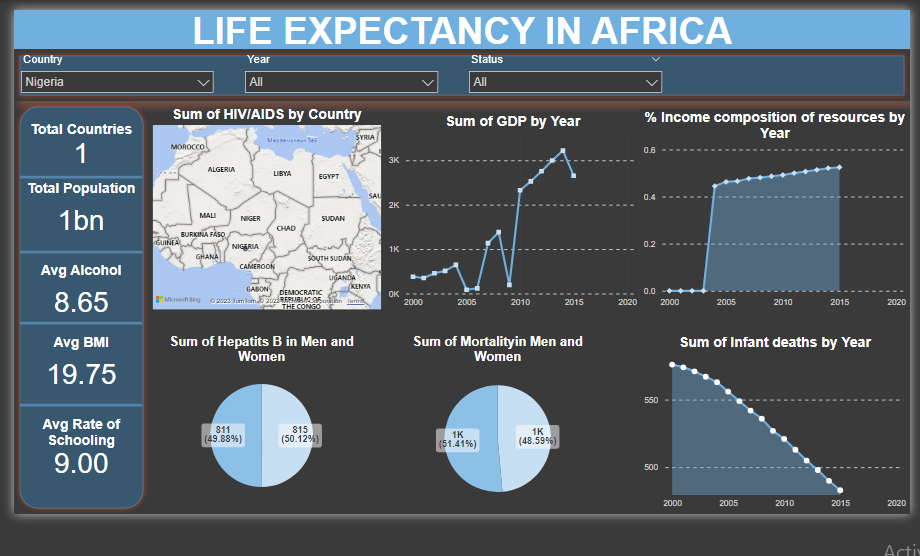 LIFE EXPECTANCY IN AFRICA
Country
Year
Status
Nigeria
All
All
Total Countries
1
Total Population
1bn
Avg Alcohol
8.65
Avg BMI
19.75
Avg Rate of
Schooling
9.00
Sum of HIV/AIDS by Country
MOROCCO
Mediterranean Sea
SYRIA
ALGERIA
LIBYA
EGYPT
SAU
MALI
NIGER
SUDAN
CHAD
BURKINA FASO
GUINEA
NIGERIA
GHANA
SOUTH SUDAN
CAMEROON
UGANDA
GABON
KENYA
DEMOCRATIC
REPUBLIC OF
THE CONGO
Microsoft Bing
© 2023 TomTom, © 2023 Microsoft Corporation Terms
Sum of GDP by Year
3K
2K
1K
0K
2000
2005
2010
2015
2020
% Income composition of resources by
Year
0.6
0.4
0.2
0.0
2000
2005
2010
2015
2020
Sum of Hepatits B in Men and
Women
811
(49.88%)
815
(50.12%)
Sum of Mortalityin Men and
Women
1K
(51.41%)
1K
(48.59%)
Sum of Infant deaths by Year
550
500
2000
2005
2010
2015
2020